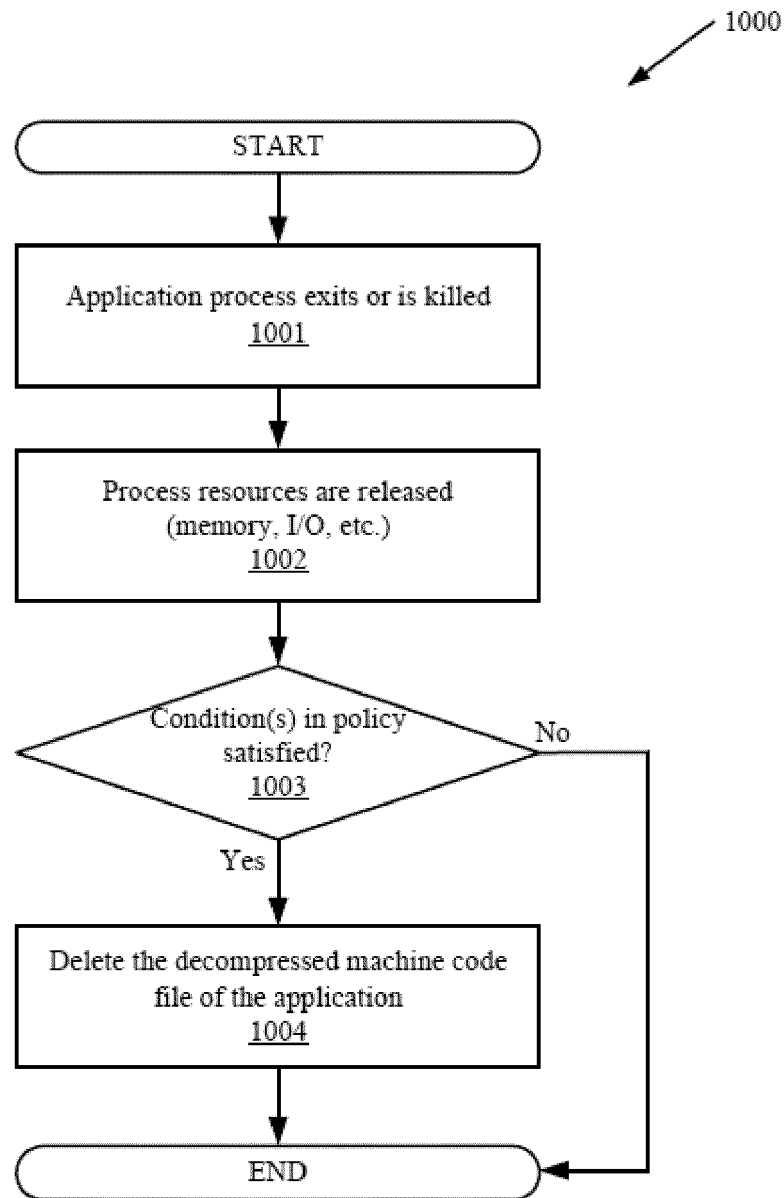 1000
START
Application process exits or is killed
1001
Process resources are released
(memory, I/O, etc.)
1002
Condition(s) in policy
satisfied?
1003
No
Yes
Delete the decompressed machine code
file of the application
1004
END